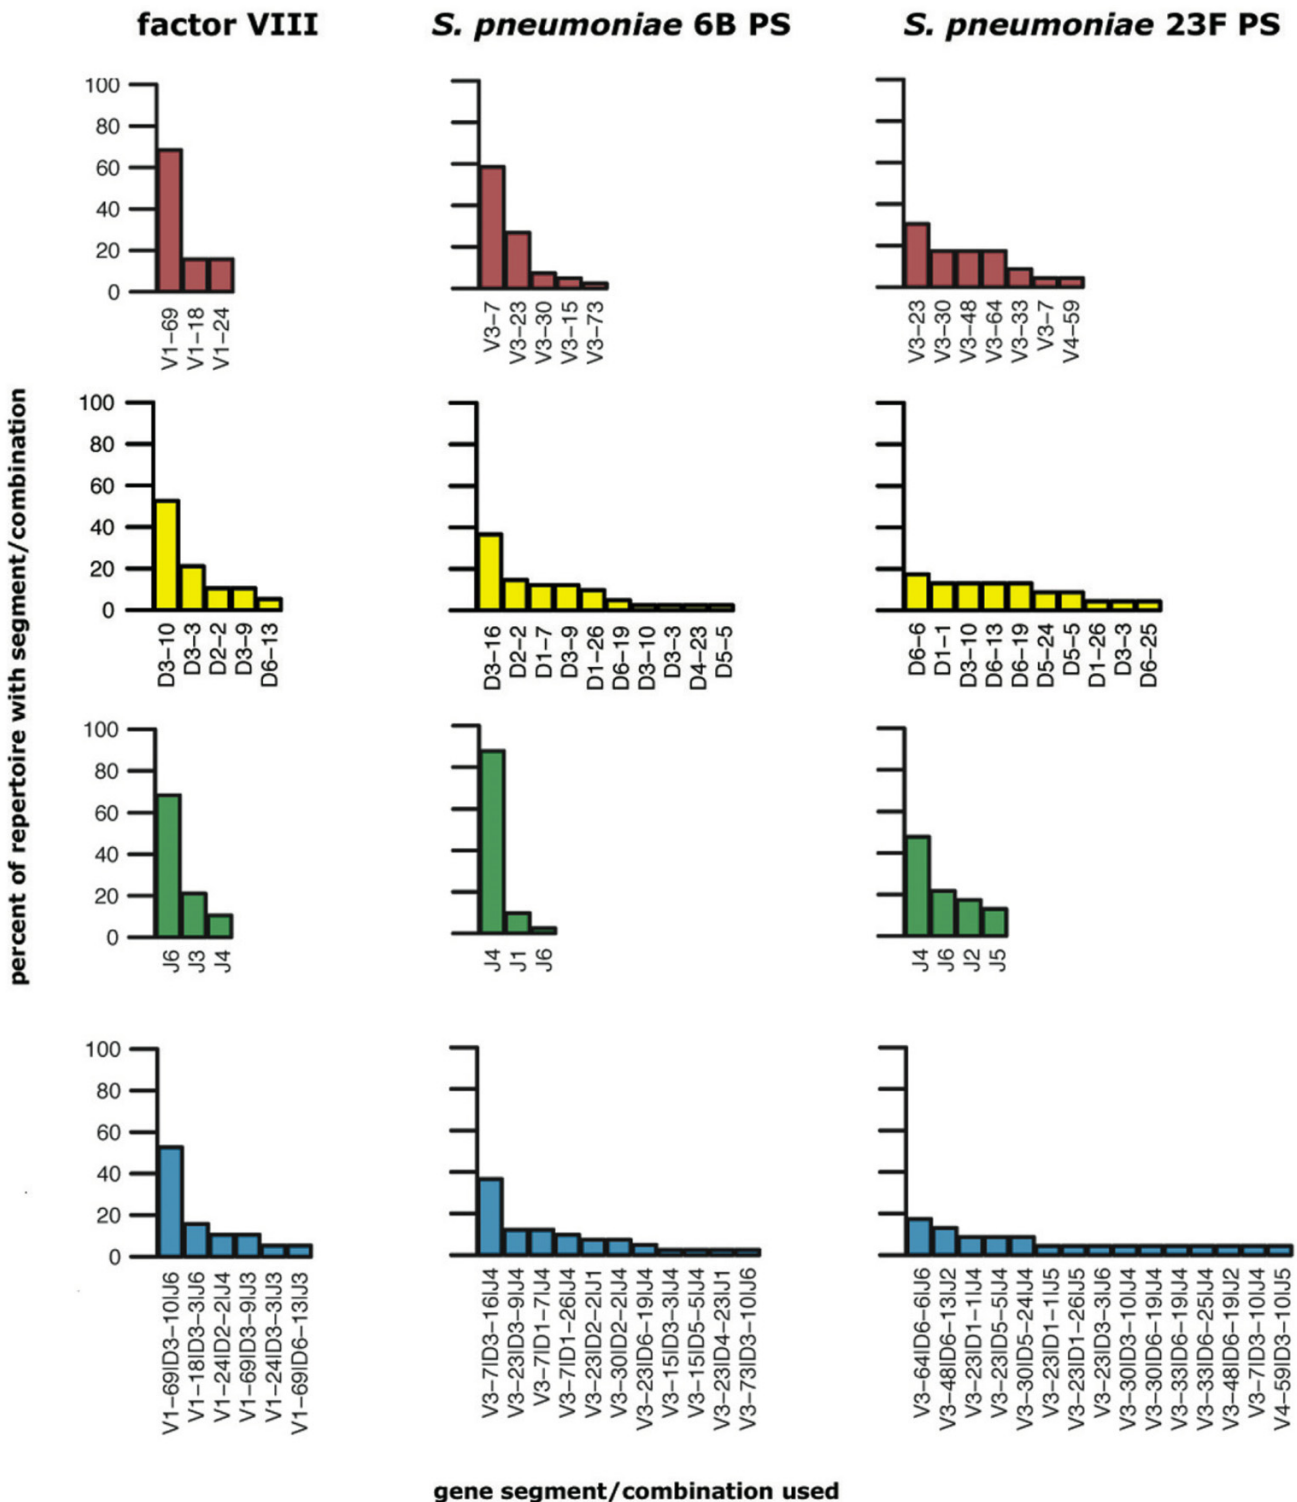 factor VIII
S. pneumoniae 6B PS
S. pneumoniae 23F PS
percent of repertoire with segment/combination
100
80
60
40
20
0
V1–69
V1–18
V1–24
V3–7
V3–23
V3–30
V3–15
V3–73
V3–23
V3–30
V3–48
V3–64
V3–33
V3–7
V4–59
100
80
60
40
20
0
D3–10
D3–3
D2–2
D3–9
D6–13
D3–16
D2–2
D1–7
D3–9
D1–26
D6–19
D3–10
D3–3
D4–23
D5–5
D6–6
D1–1
D3–10
D6–13
D6–19
D5–24
D5–5
D1–26
D3–3
D6–25
100
80
60
40
20
0
J6
J3
J4
J4
J1
J6
J4
J6
J2
J5
100
80
60
40
20
0
V1–69|D3–10|J6
V1–18|D3–3|J6
V1–24|D2–2|J4
V1–69|D3–9|J3
V1–24|D3–3|J3
V1–69|D6–13|J3
V3–7|D3–16|J4
V3–23|D3–9|J4
V3–7|D1–7|J4
V3–7|D1–26|J4
V3–23|D2–2|J1
V3–30|D2–2|J4
V3–23|D6–19|J4
V3–15|D3–3|J4
V3–15|D5–5|J4
V3–23|D4–23|J1
V3–73|D3–10|J6
V3–64|D6–6|J6
V3–48|D6–13|J2
V3–23|D1–1|J4
V3–23|D5–5|J4
V3–30|D5–24|J4
V3–23|D1–1|J5
V3–23|D1–26|J5
V3–23|D3–3|J6
V3–30|D3–10|J4
V3–30|D6–19|J4
V3–33|D6–19|J4
V3–33|D6–25|J4
V3–48|D6–19|J2
V3–7|D3–10|J4
V4–59|D3–10|J5
gene segment/combination used